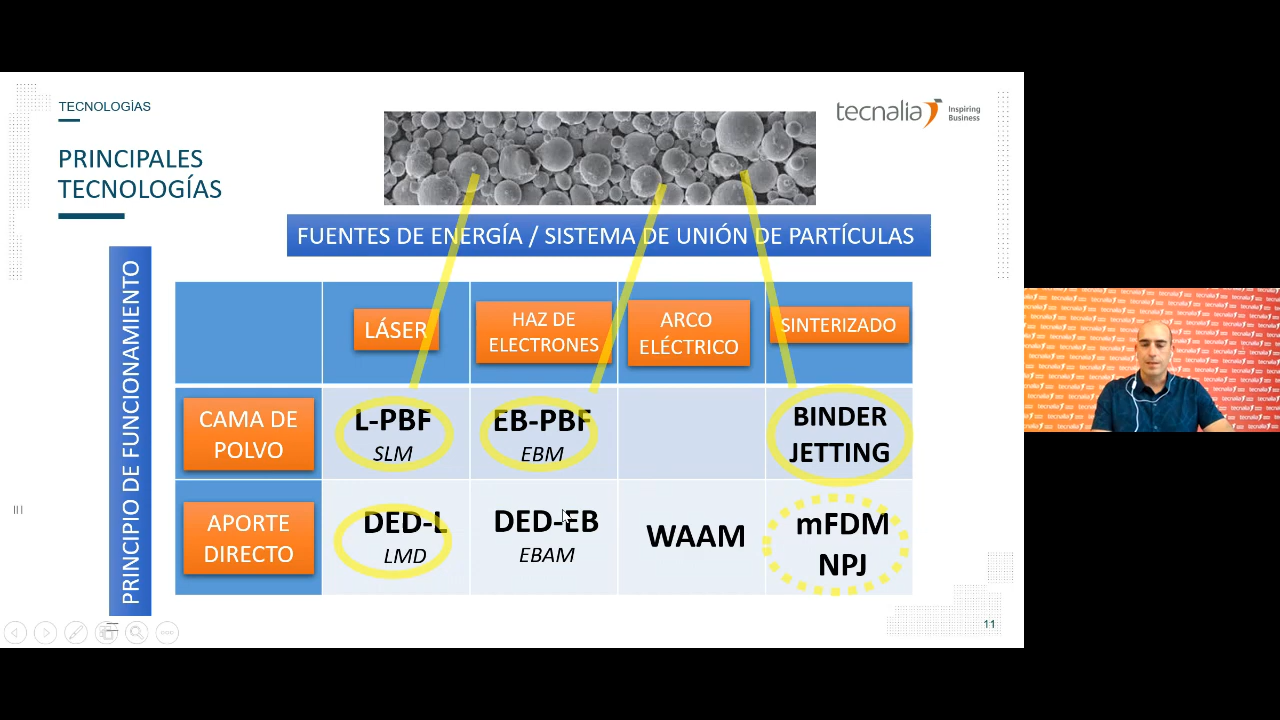 TECNOLOGÍAS
tecnalia Inspiring
Business
PRINCIPALES
TECNOLOGÍAS
FUENTES DE ENERGÍA / SISTEMA DE UNIÓN DE PARTÍCULAS
PRINCIPIO DE FUNCIONAMIENTO
LÁSER
HAZ DE
ELECTRONES
ARCO
ELÉCTRICO
SINTERIZADO
CAMA DE
POLVO
L-PBF
SLM
EB-PBF
EBM
BINDER
JETTING
APORTE
DIRECTO
DED-L
LMD
DED-EB
EBAM
WAAM
mFDM
NPJ
11